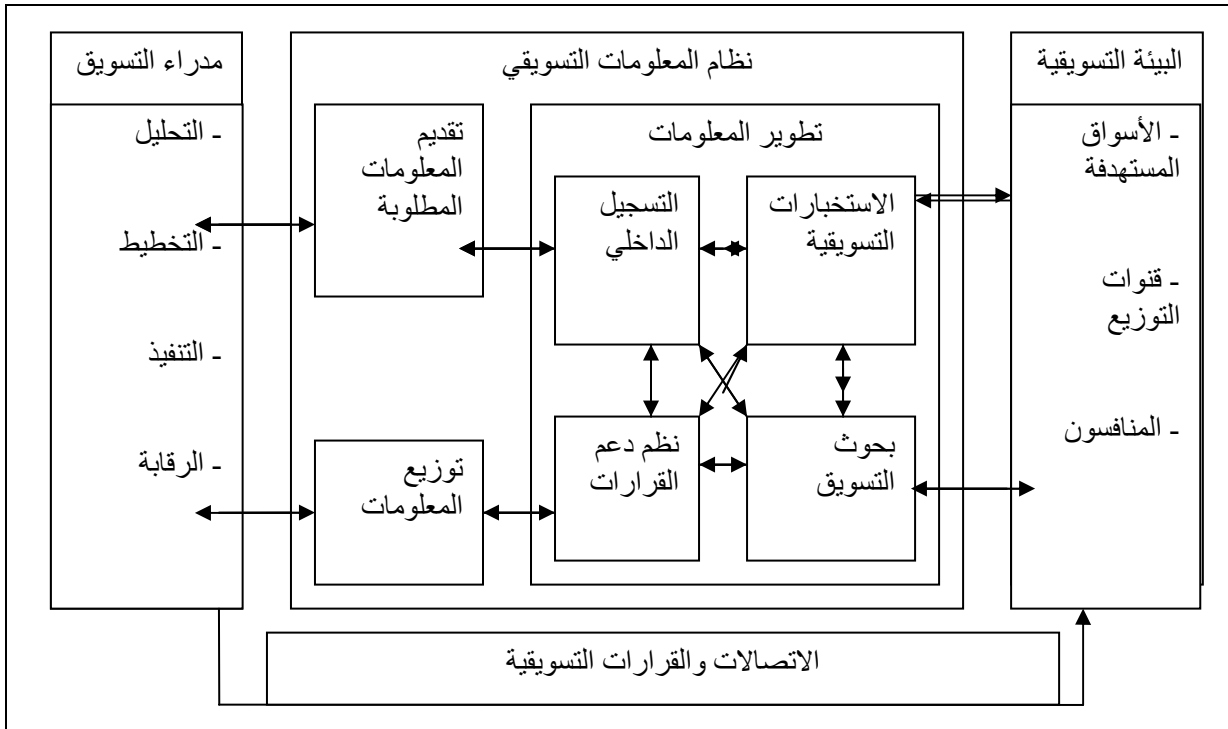 البيئة التسويقية
- الأسواق
المستهدفة
- قنوات
التوزيع
- المنافسون
نظام المعلومات التسويقي
تطوير المعلومات
الاستخبارات
التسويقية
التسجيل
الداخلي
بحوث
التسويق
نظم دعم
القرارات
تقديم
المعلومات
المطلوبة
توزيع
المعلومات
مدراء التسويق
- التحليل
- التخطيط
- التنفيذ
- الرقابة
الاتصالات والقرارات التسويقية